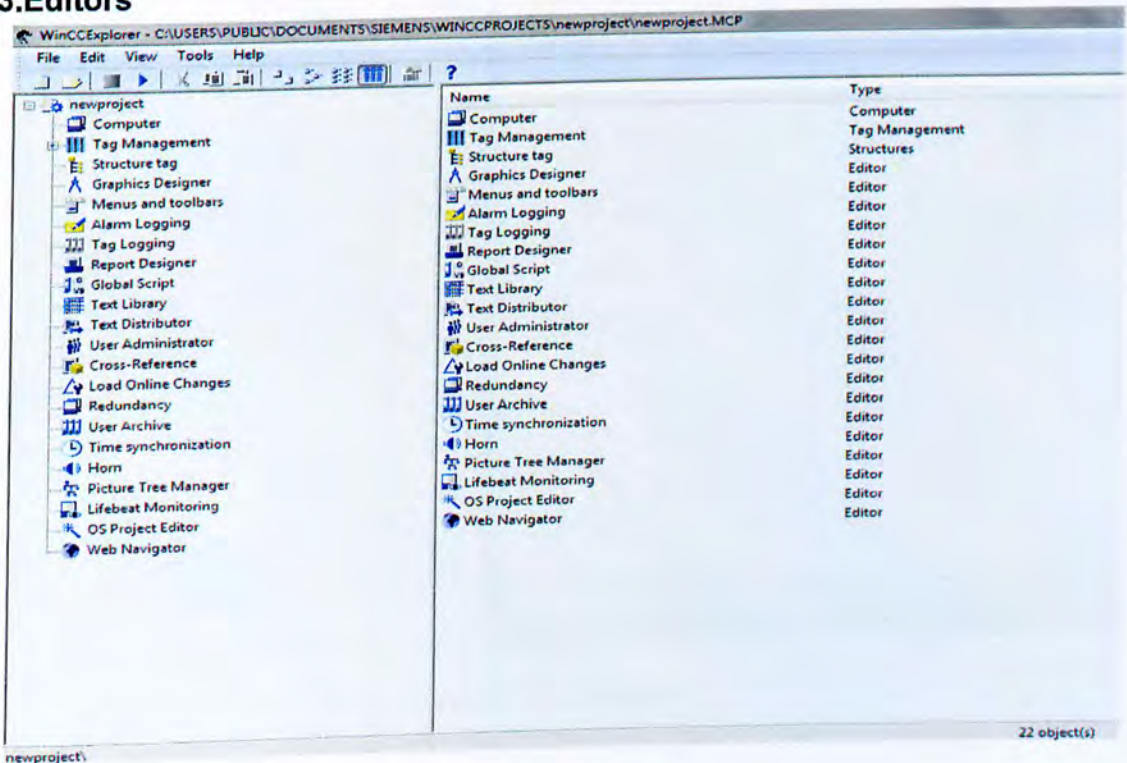 3.Editors
WinCCExplorer - C:\USERS\PUBLIC\DOCUMENTS\SIEMENS\WINCCPROJECTS\newproject\newproject.MCP
File Edit View Tools Help
?
newproject
Computer
Tag Management
Structure tag
Graphics Designer
Menus and toolbars
Alarm Logging
Tag Logging
Report Designer
Global Script
Text Library
Text Distributor
User Administrator
Cross-Reference
Load Online Changes
Redundancy
User Archive
Time synchronization
Horn
Picture Tree Manager
Lifebeat Monitoring
OS Project Editor
Web Navigator
Name Type
Computer Computer
Tag Management Tag Management
Structure tag Structures
Graphics Designer Editor
Menus and toolbars Editor
Alarm Logging Editor
Tag Logging Editor
Report Designer Editor
Global Script Editor
Text Library Editor
Text Distributor Editor
User Administrator Editor
Cross-Reference Editor
Load Online Changes Editor
Redundancy Editor
User Archive Editor
Time synchronization Editor
Horn Editor
Picture Tree Manager Editor
Lifebeat Monitoring Editor
OS Project Editor Editor
Web Navigator Editor
newproject\ 22 object(s)